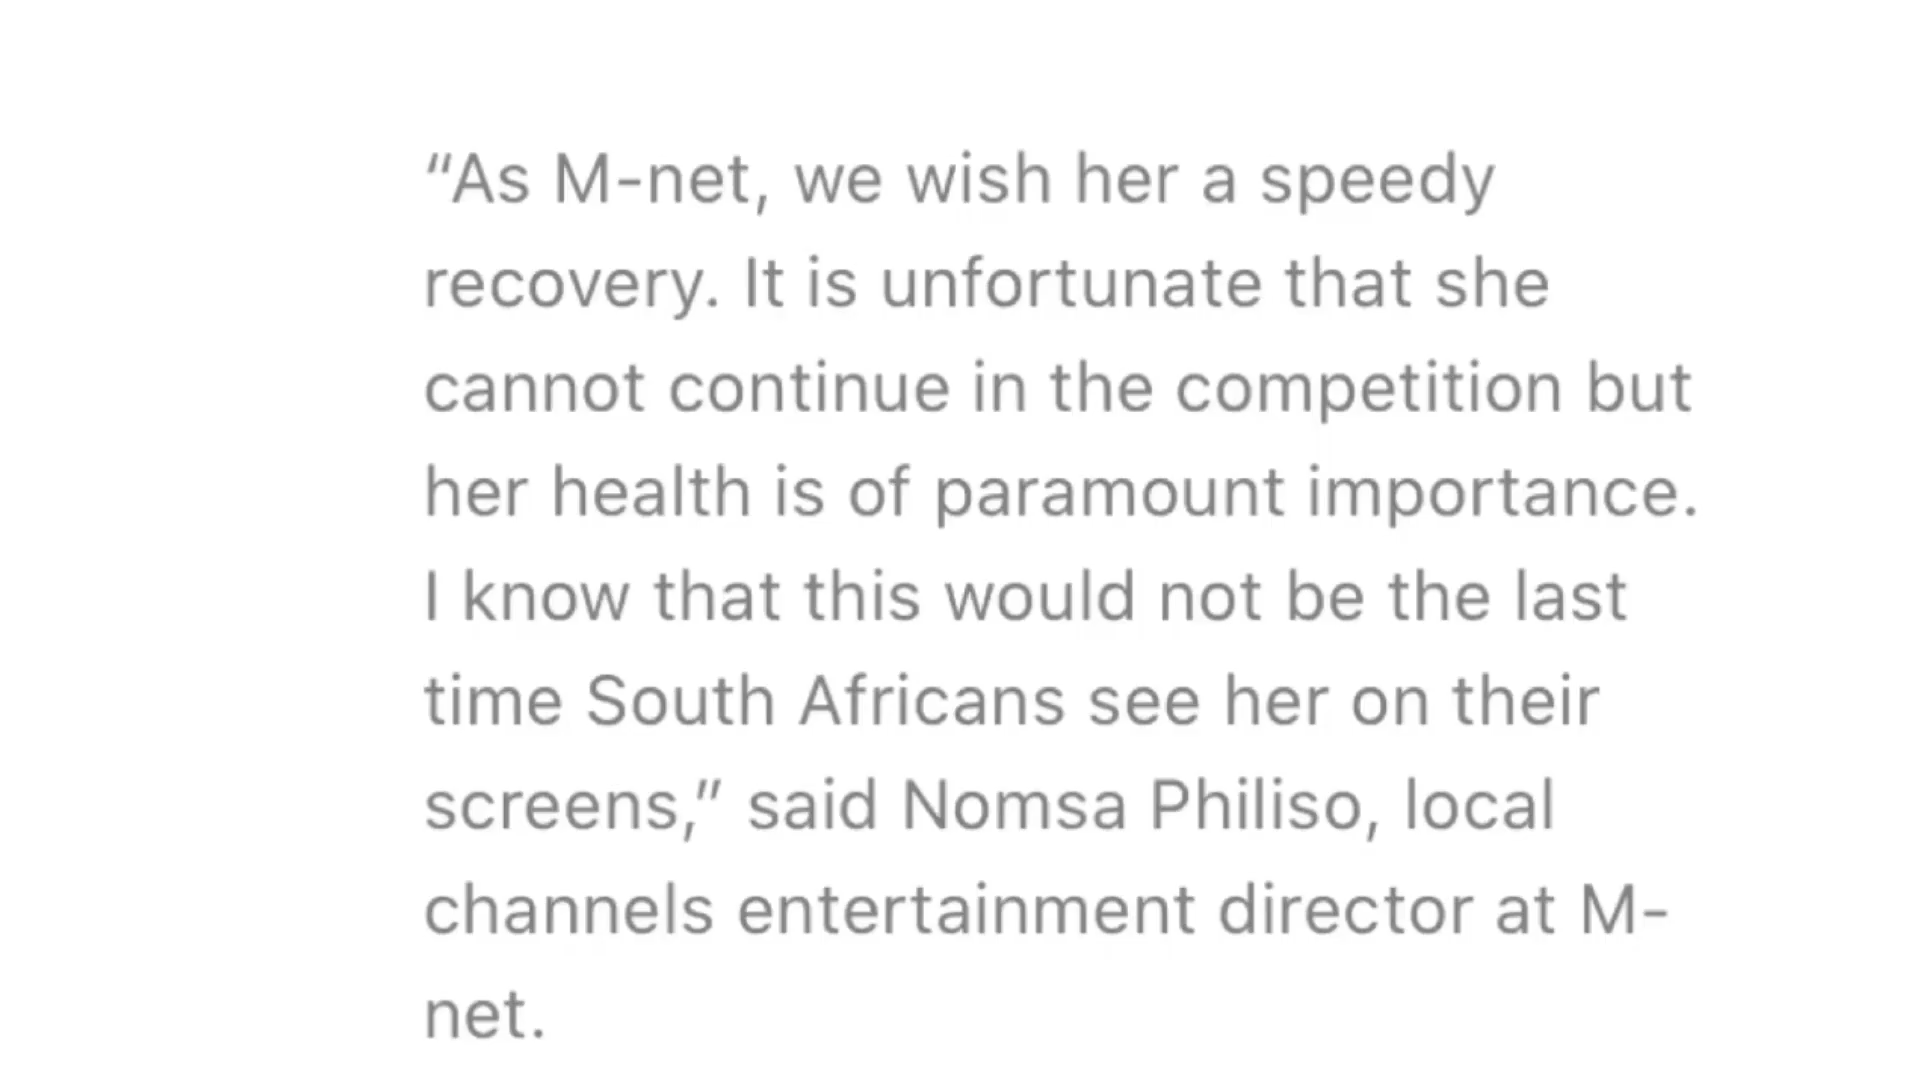 “As M-net, we wish her a speedy
recovery. It is unfortunate that she
cannot continue in the competition but
her health is of paramount importance.
I know that this would not be the last
time South Africans see her on their
screens,” said Nomsa Philiso, local
channels entertainment director at M-
net.